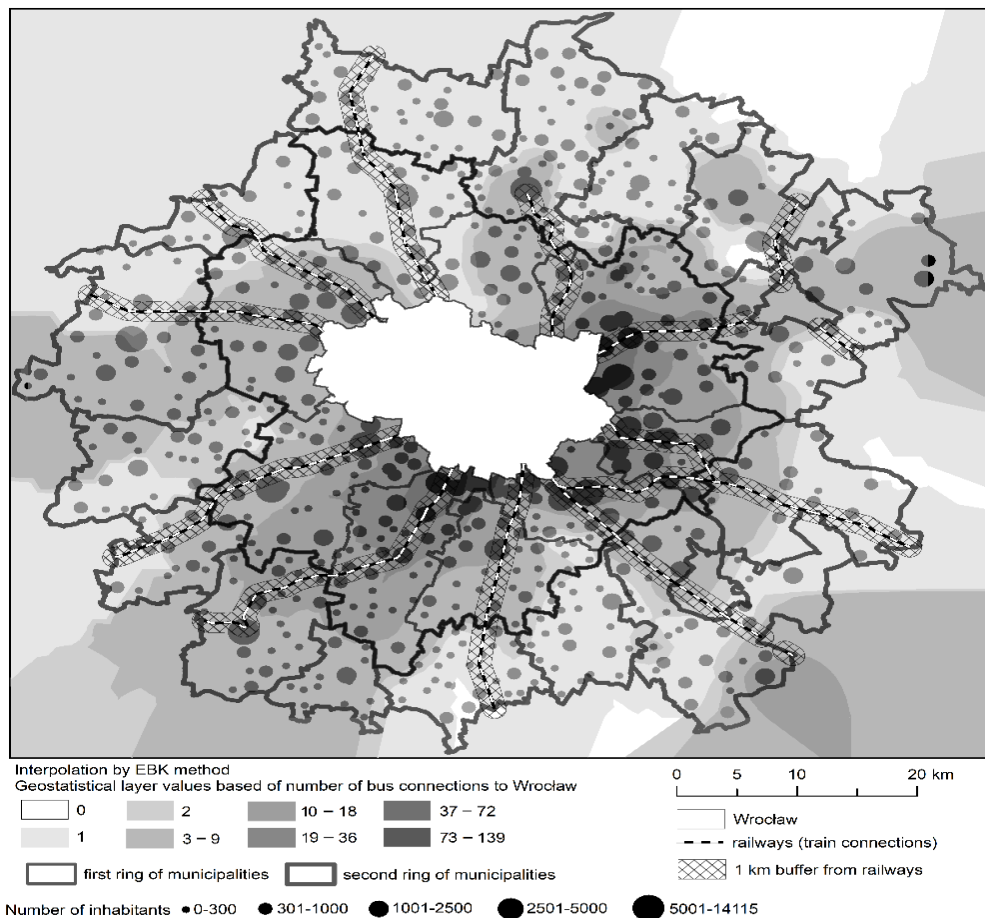 Interpolation by EBK method
Geostatistical layer values based of number of bus connections to Wrocław
0
2
10 – 18
37 – 72
1
3 – 9
19 – 36
73 – 139
first ring of municipalities
second ring of municipalities
Number of inhabitants 0-300 301-1000 1001-2500 2501-5000 5001-14115
0 5 10 20 km
Wrocław
railways (train connections)
1 km buffer from railways